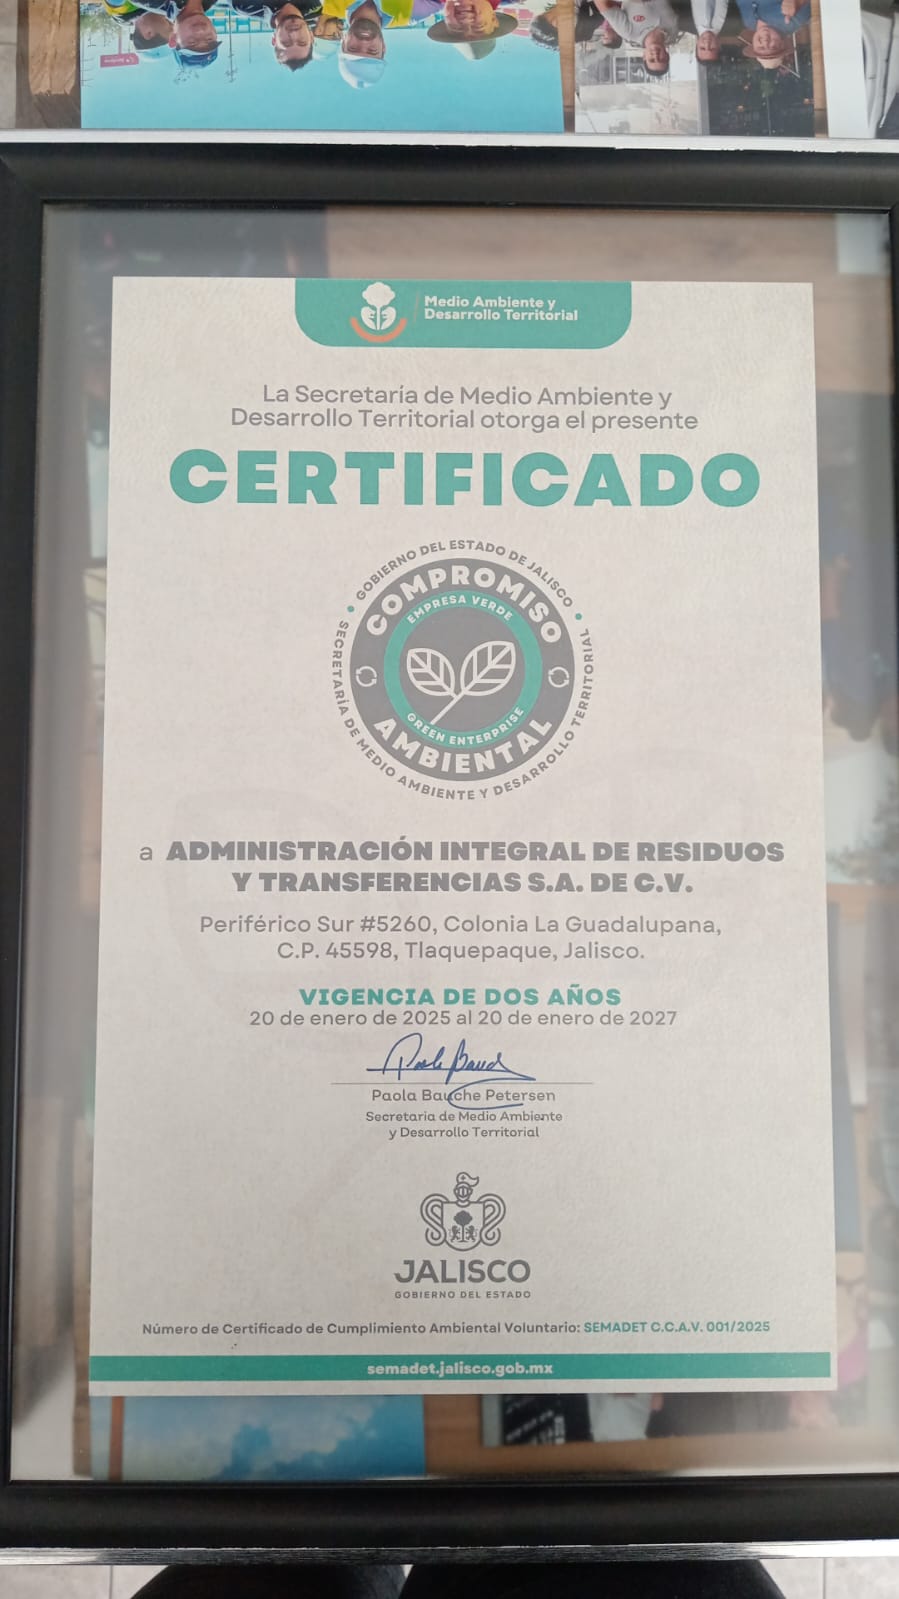 Medio Ambiente y
Desarrollo Territorial
La Secretaría de Medio Ambiente y
Desarrollo Territorial otorga el presente
CERTIFICADO
GOBIERNO DEL ESTADO DE JALISCO
SECRETARÍA DE MEDIO AMBIENTE Y DESARROLLO TERRITORIAL
COMPROMISO
EMPRESA VERDE
GREEN ENTERPRISE
AMBIENTAL
a ADMINISTRACIÓN INTEGRAL DE RESIDUOS
Y TRANSFERENCIAS S.A. DE C.V.
Periférico Sur #5260, Colonia La Guadalupana,
C.P. 45598, Tlaquepaque, Jalisco.
VIGENCIA DE DOS AÑOS
20 de enero de 2025 al 20 de enero de 2027
Paola Bauche Petersen
Secretaria de Medio Ambiente
y Desarrollo Territorial
JALISCO
GOBIERNO DEL ESTADO
Número de Certificado de Cumplimiento Ambiental Voluntario: SEMADET C.C.A.V. 001/2025
semadet.jalisco.gob.mx